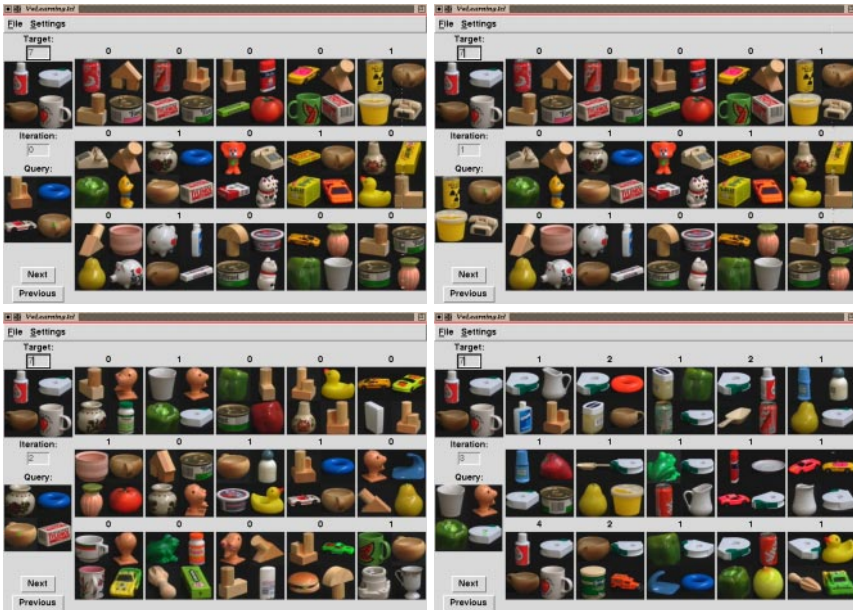 File Settings
Target:
7
0 0 0 0 1
Iteration:
0
0 1 0 1 0
Query:
0 1 0 0 0
Next
Previous
File Settings
Target:
0 0 0 0 1
Iteration:
1
0 1 0 1 0
Query:
0 1 0 0 0
Next
Previous
File Settings
Target:
7
0 1 0 0 0
Iteration:
2
1 0 1 1 0
Query:
0 0 0 0 1
Next
Previous
File Settings
Target:
1 2 1 2 1
Iteration:
3
1 1 1 1 1
Query:
4 2 1 1 1
Next
Previous